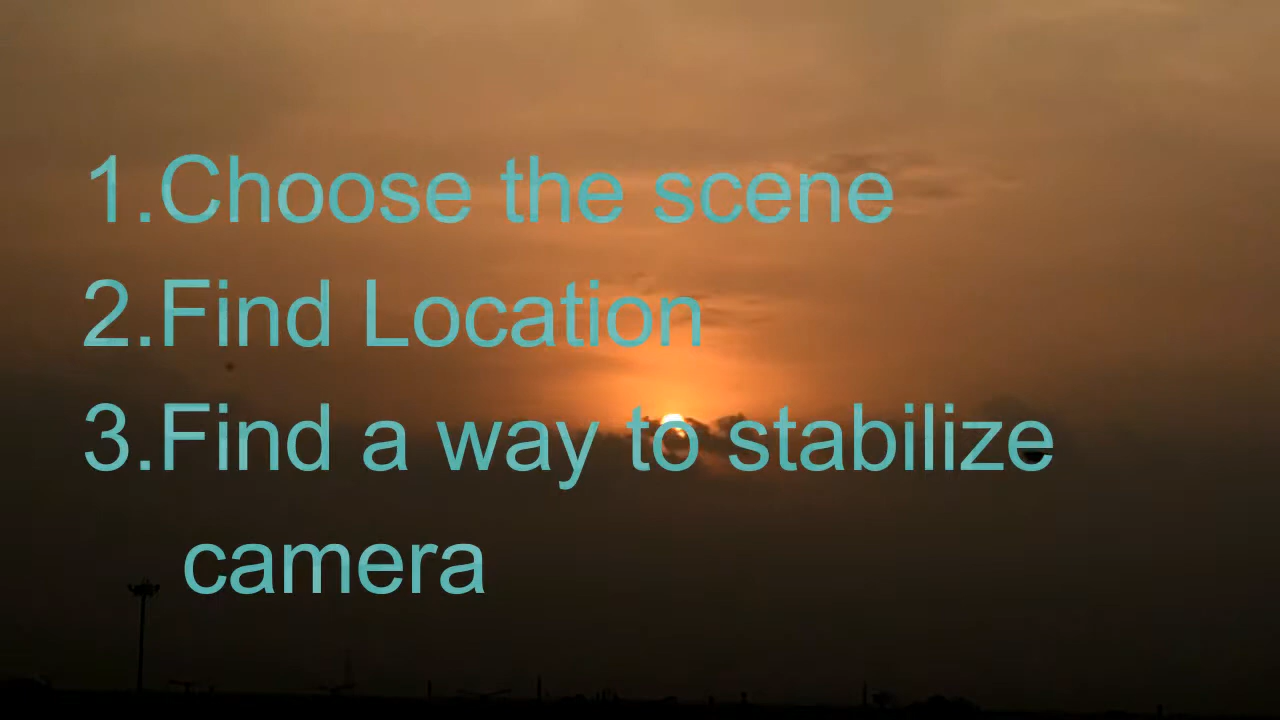 1.Choose the scene
2.Find Location
3.Find a way to stabilize
camera